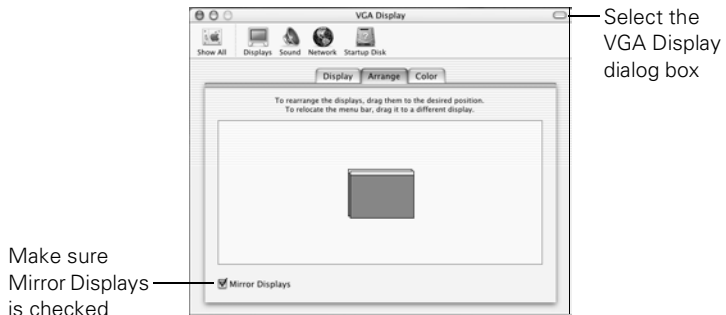 VGA Display
Select the
VGA Display
dialog box
Show All
Displays
Sound
Network
Startup Disk
Display
Arrange
Color
To rearrange the displays, drag them to the desired position.
To relocate the menu bar, drag it to a different display.
Make sure
Mirror Displays
is checked
Mirror Displays